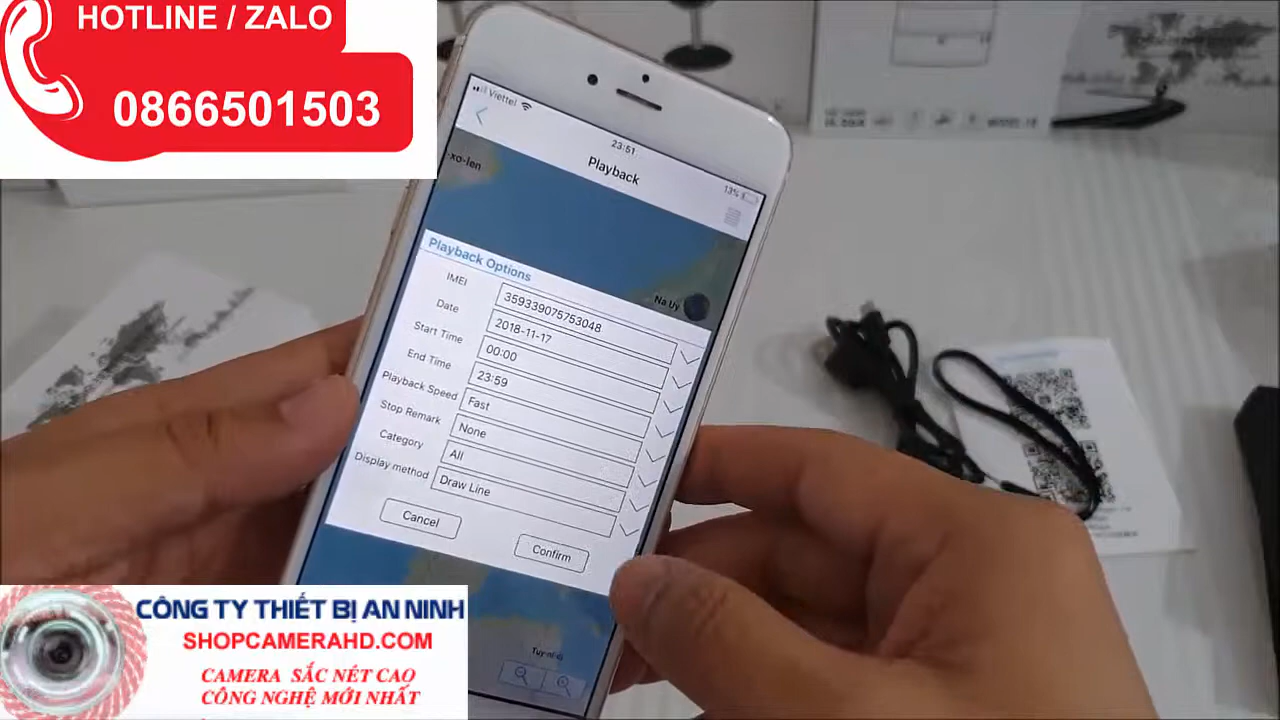 HOTLINE / ZALO
0866501503
Viettel
23:51
13%
Playback
-xơ-len
Na Uy
Playback Options
IMEI 359339075753048
Date 2018-11-17
Start Time 00:00
End Time 23:59
Playback Speed Fast
Stop Remark None
Category All
Display method Draw Line
Cancel Confirm
CÔNG TY THIẾT BỊ AN NINH
SHOPCAMERAHD.COM
CAMERA SẮC NÉT CAO
CÔNG NGHỆ MỚI NHẤT